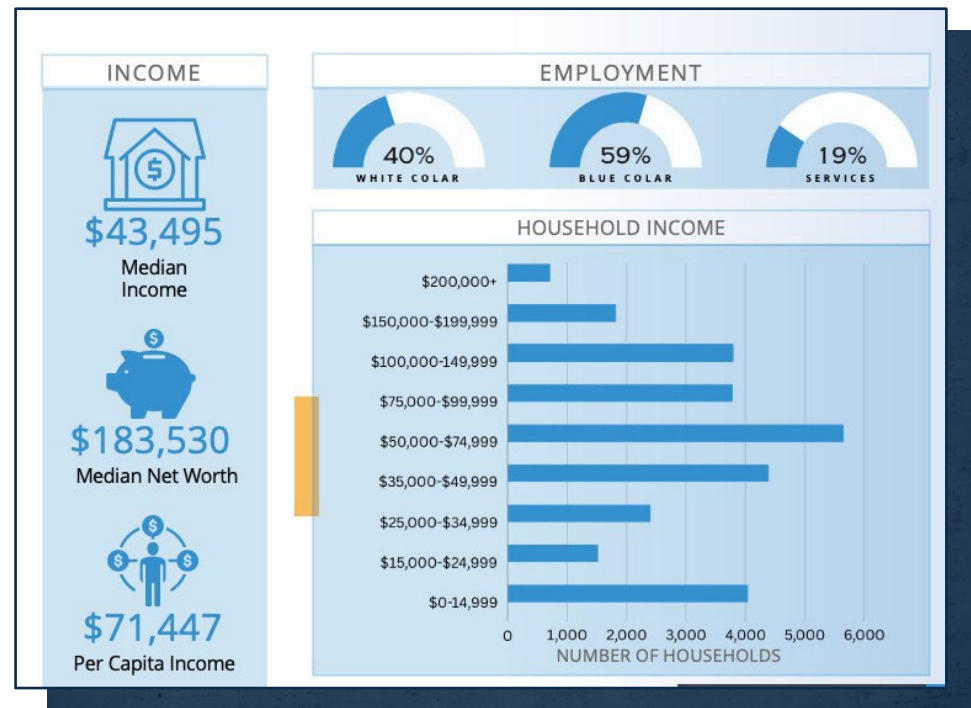 INCOME
$
$43,495
Median
Income
$
$183,530
Median Net Worth
$
$ $
$71,447
Per Capita Income
EMPLOYMENT
40%
WHITE COLAR
59%
BLUE COLAR
19%
SERVICES
HOUSEHOLD INCOME
$200,000+
$150,000-$199,999
$100,000-149,999
$75,000-$99,999
$50,000-$74,999
$35,000-$49,999
$25,000-$34,999
$15,000-$24,999
$0-14,999
0 1,000 2,000 3,000 4,000 5,000 6,000
NUMBER OF HOUSEHOLDS